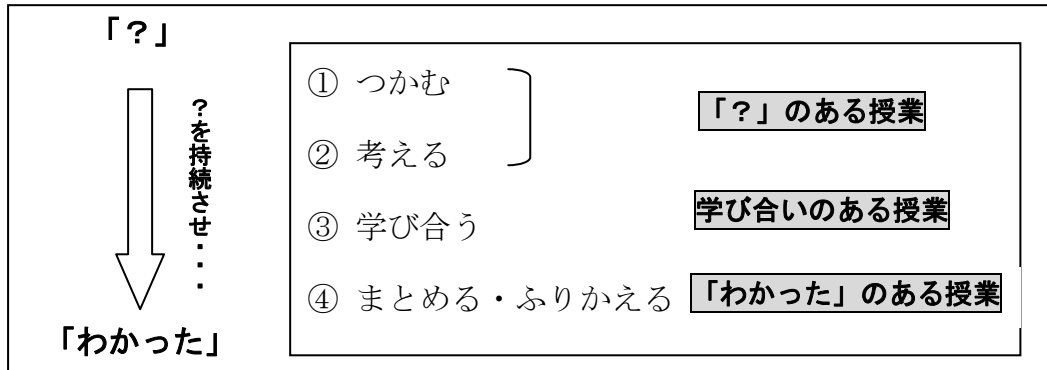 「？」
？を持続させ・・・
「わかった」
① つかむ
② 考える
「？」のある授業
③ 学び合う
学び合いのある授業
④ まとめる・ふりかえる
「わかった」のある授業